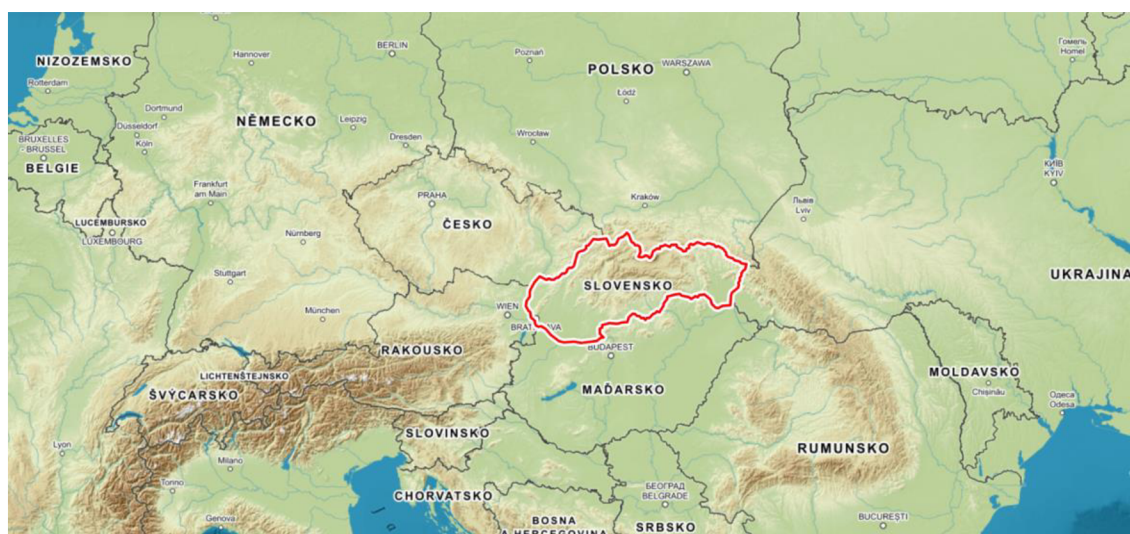 BERLIN
Hannover
NIZOZEMSKO
Poznań
POLSKO
WARSZAWA
Гомель
Homel
Rotterdam
Łódź
Dortmund
NĚMECKO
Leipzig
Düsseldorf
Köln
Dresden
Wrocław
BRUXELLES
- BRUSSEL
BELGIE
КИЇВ
KYIV
Frankfurt
am Main
PRAHA
Kraków
Львів
Lviv
LUCEMBURSKO
LUXEMBOURG
ČESKO
Nürnberg
Stuttgart
UKRAJINA
SLOVENSKO
München
WIEN
BRATISLAVA
BUDAPEST
RAKOUSKO
LICHTENŠTEJNSKO
ŠVÝCARSKO
MAĎARSKO
MOLDAVSKO
Chișinău
Одеса
Odesa
SLOVINSKO
Lyon
Milano
Torino
RUMUNSKO
CHORVATSKO
БЕОГРАД
BELGRADE
Genova
BOSNA
A HERCEGOVINA
SRBSKO
BUCUREȘTI